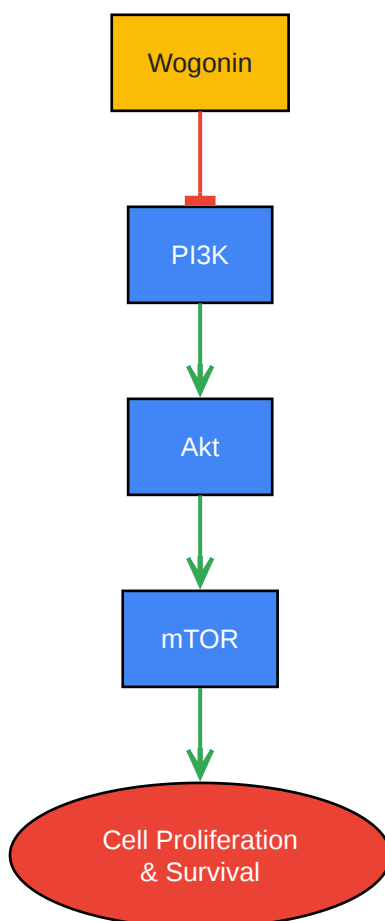 Wogonin
PI3K
Akt
mTOR
Cell Proliferation
& Survival